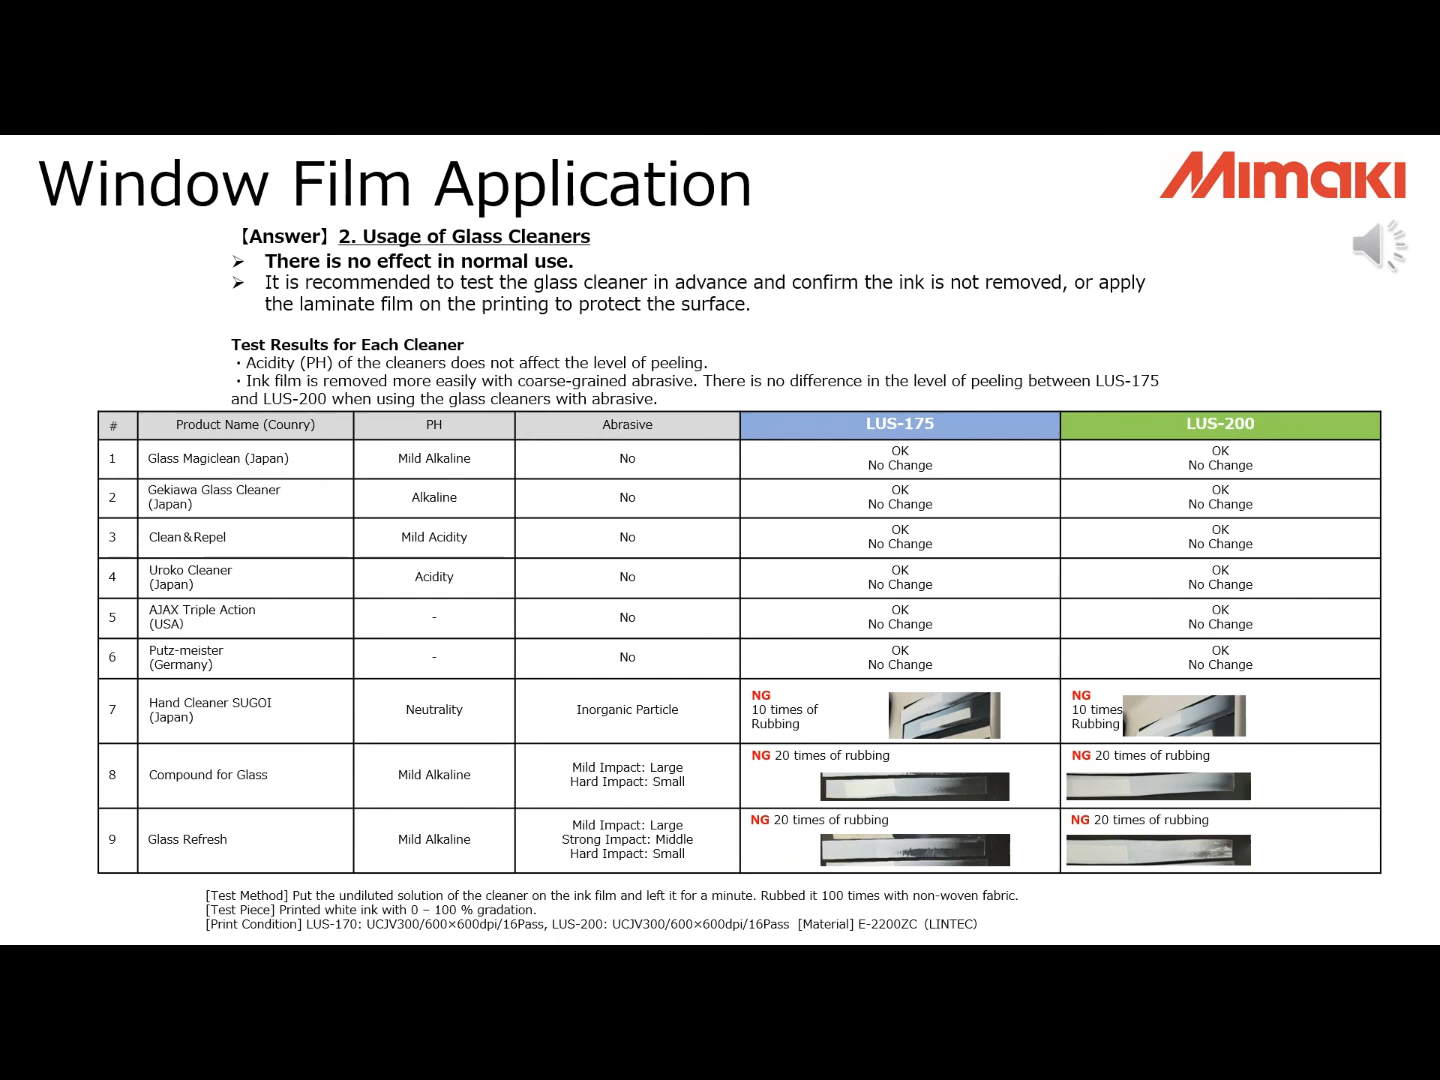 Window Film Application
Mimaki
【Answer】2. Usage of Glass Cleaners
➢ There is no effect in normal use.
➢ It is recommended to test the glass cleaner in advance and confirm the ink is not removed, or apply
the laminate film on the printing to protect the surface.
Test Results for Each Cleaner
・Acidity (PH) of the cleaners does not affect the level of peeling.
・Ink film is removed more easily with coarse-grained abrasive. There is no difference in the level of peeling between LUS-175
and LUS-200 when using the glass cleaners with abrasive.
# Product Name (Counry) PH Abrasive LUS-175 LUS-200
1 Glass Magiclean (Japan) Mild Alkaline No OK No Change OK No Change
2 Gekiawa Glass Cleaner (Japan) Alkaline No OK No Change OK No Change
3 Clean＆Repel Mild Acidity No OK No Change OK No Change
4 Uroko Cleaner (Japan) Acidity No OK No Change OK No Change
5 AJAX Triple Action (USA) - No OK No Change OK No Change
6 Putz-meister (Germany) - No OK No Change OK No Change
7 Hand Cleaner SUGOI (Japan) Neutrality Inorganic Particle NG 10 times of Rubbing NG 10 times Rubbing
8 Compound for Glass Mild Alkaline Mild Impact: Large Hard Impact: Small NG 20 times of rubbing NG 20 times of rubbing
9 Glass Refresh Mild Alkaline Mild Impact: Large Strong Impact: Middle Hard Impact: Small NG 20 times of rubbing NG 20 times of rubbing
[Test Method] Put the undiluted solution of the cleaner on the ink film and left it for a minute. Rubbed it 100 times with non-woven fabric.
[Test Piece] Printed white ink with 0 – 100 % gradation.
[Print Condition] LUS-170: UCJV300/600×600dpi/16Pass, LUS-200: UCJV300/600×600dpi/16Pass [Material] E-2200ZC（LINTEC）